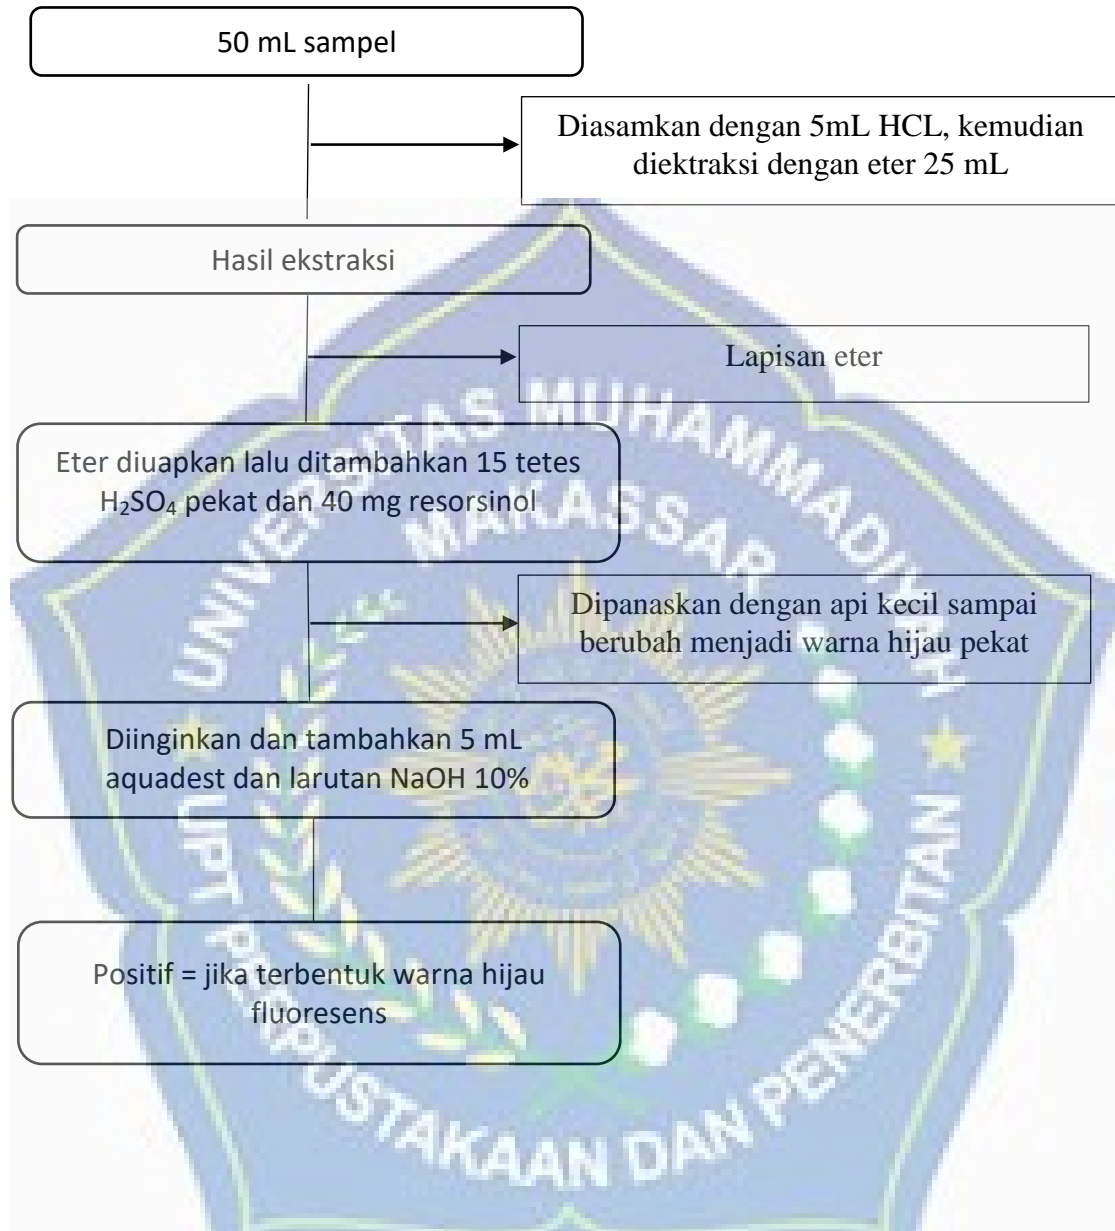 50 mL sampel
Diasamkan dengan 5mL HCL, kemudian
diektraksi dengan eter 25 mL
Hasil ekstraksi
Lapisan eter
Eter diuapkan lalu ditambahkan 15 tetes
H₂SO₄ pekat dan 40 mg resorsinol
Dipanaskan dengan api kecil sampai
berubah menjadi warna hijau pekat
Diinginkan dan tambahkan 5 mL
aquadest dan larutan NaOH 10%
Positif = jika terbentuk warna hijau
fluoresens
UNIVERSITAS MUHAMMADIYAH
MAKASSAR
UPT PERPUSTAKAAN DAN PENERBITAN